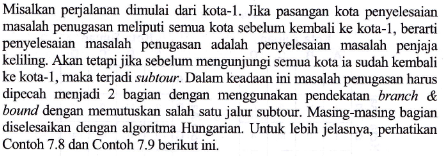 Misalkan perjalanan dimulai dari kota-1. Jika pasangan kota penyelesaian
masalah penugasan meliputi semua kota sebelum kembali ke kota-1, berarti
penyelesaian masalah penugasan adalah penyelesaian masalah penjaja
keliling. Akan tetapi jika sebelum mengunjungi semua kota ia sudah kembali
ke kota-1, maka terjadi subtour. Dalam keadaan ini masalah penugasan harus
dipecah menjadi 2 bagian dengan menggunakan pendekatan branch &
bound dengan memutuskan salah satu jalur subtour. Masing-masing bagian
diselesaikan dengan algoritma Hungarian. Untuk lebih jelasnya, perhatikan
Contoh 7.8 dan Contoh 7.9 berikut ini.